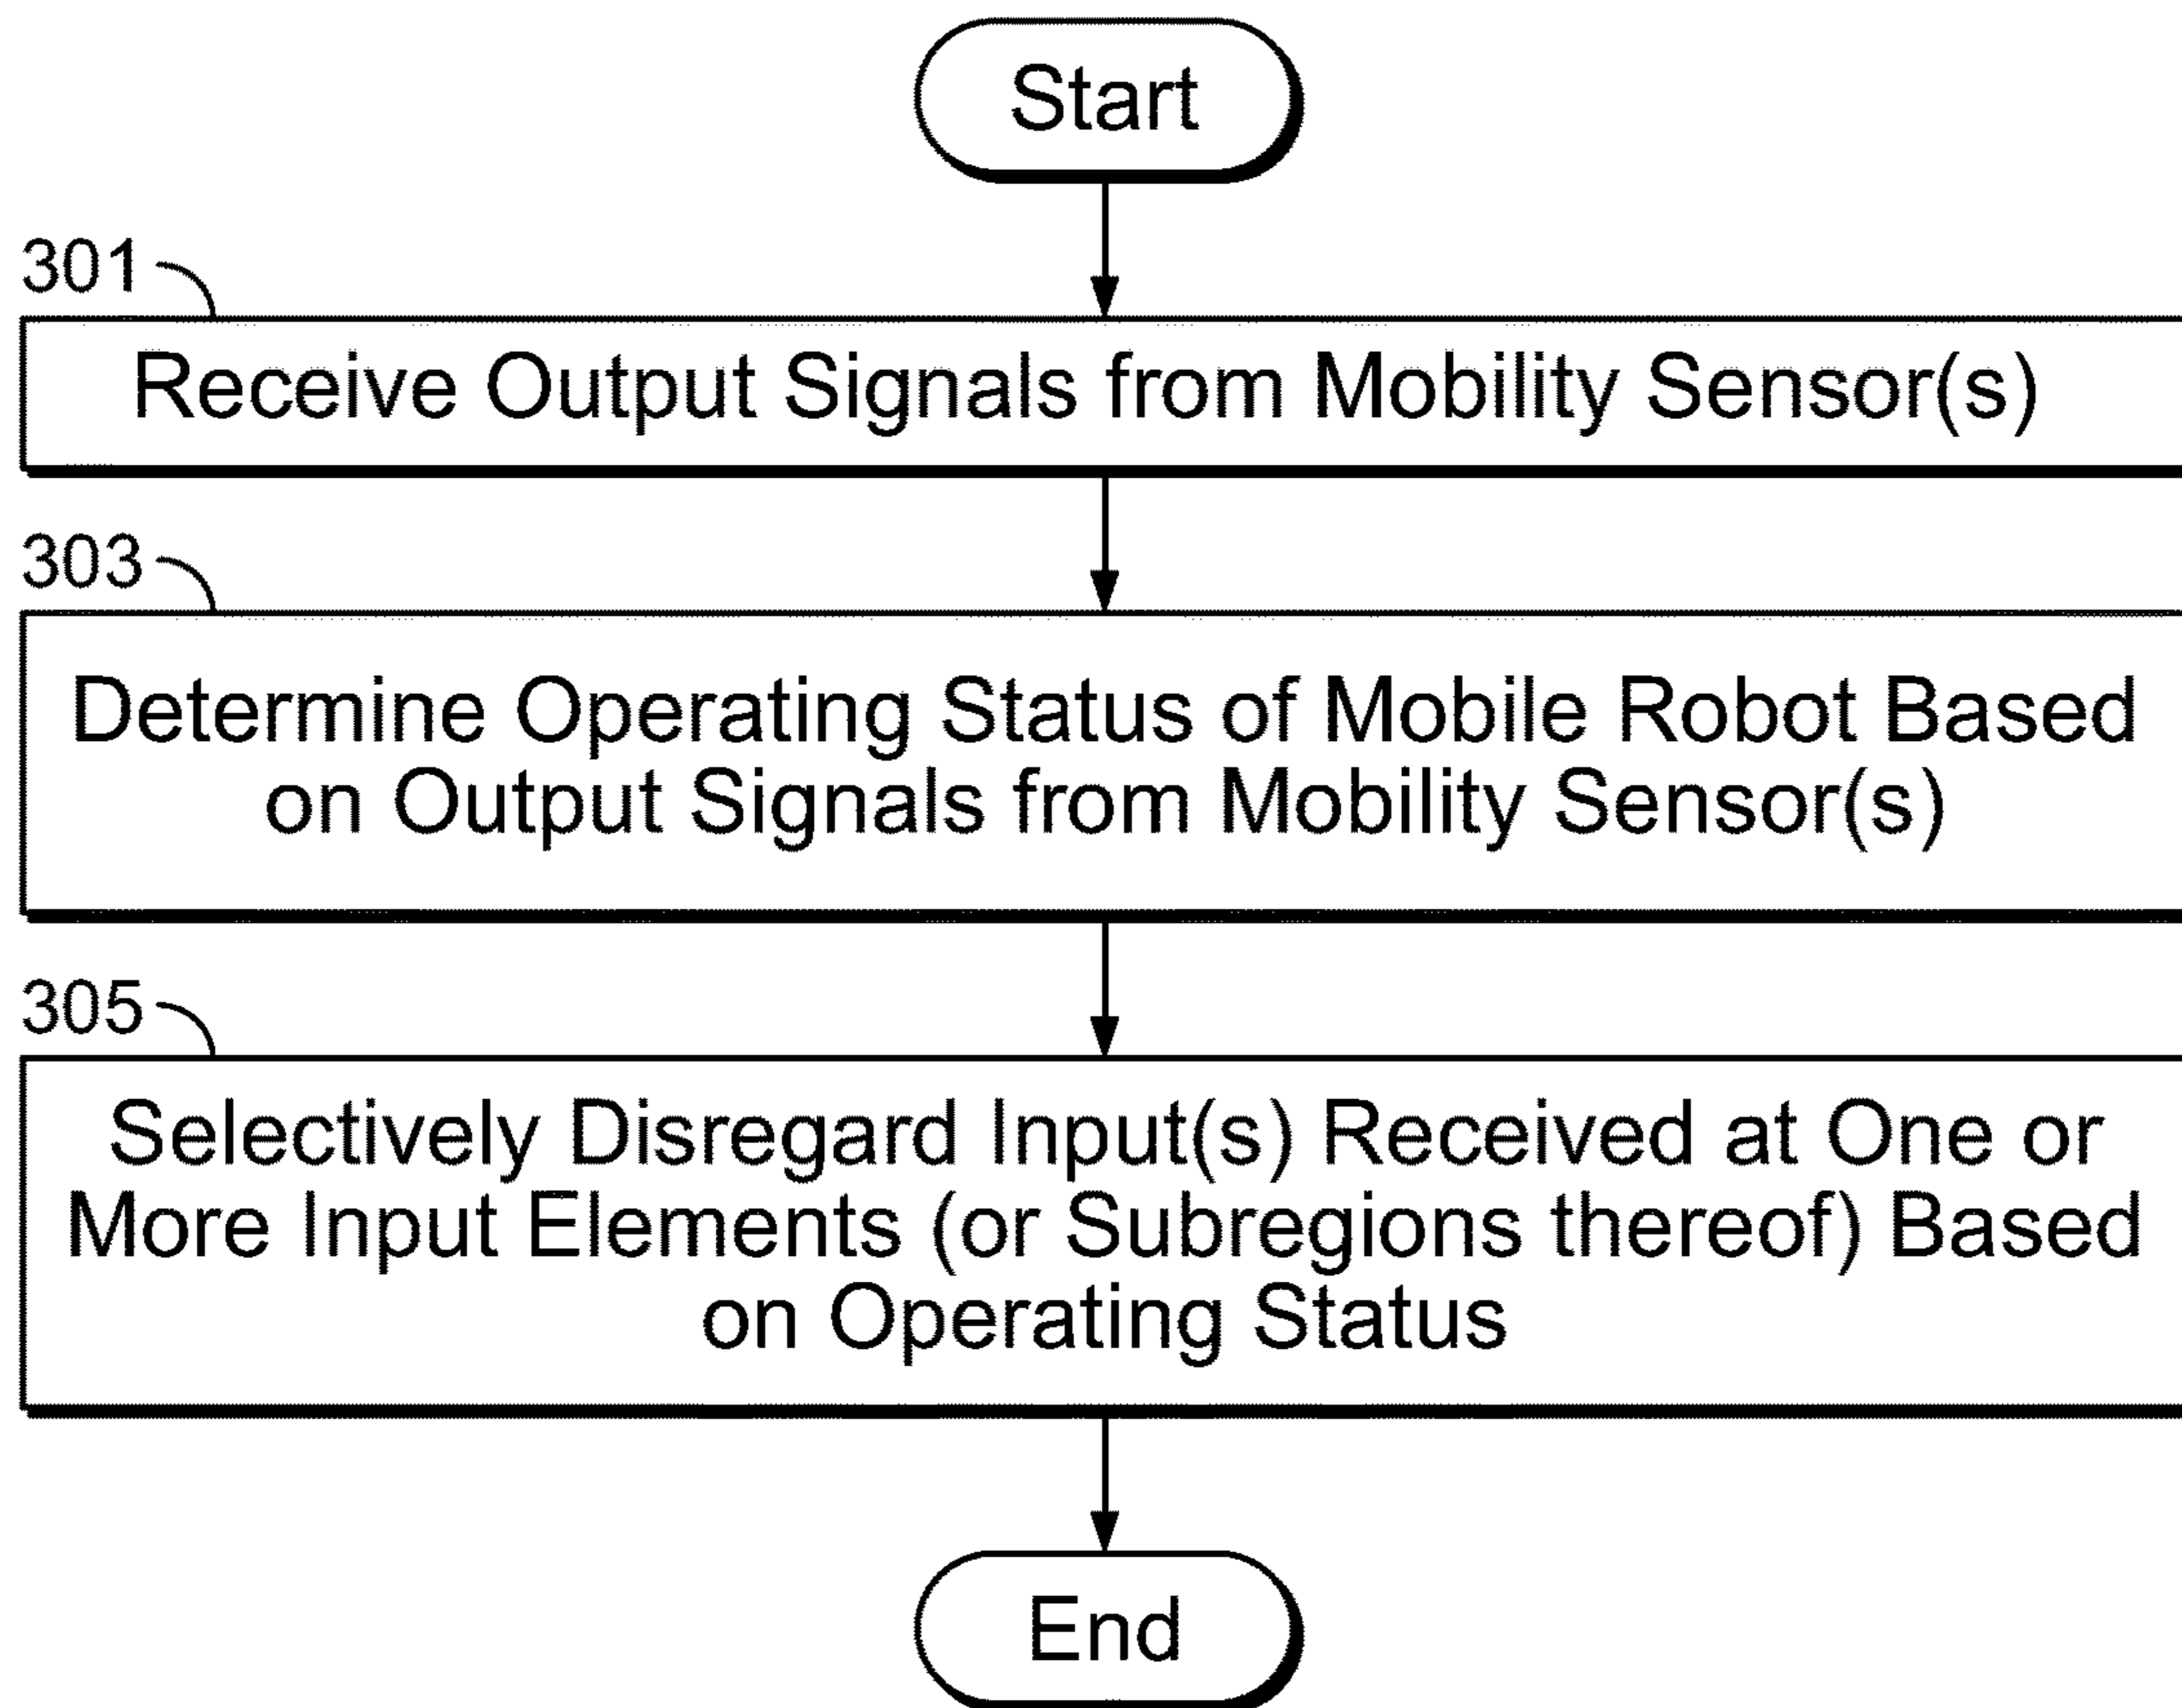 Start
301
Receive Output Signals from Mobility Sensor(s)
303
Determine Operating Status of Mobile Robot Based
on Output Signals from Mobility Sensor(s)
305
Selectively Disregard Input(s) Received at One or
More Input Elements (or Subregions thereof) Based
on Operating Status
End